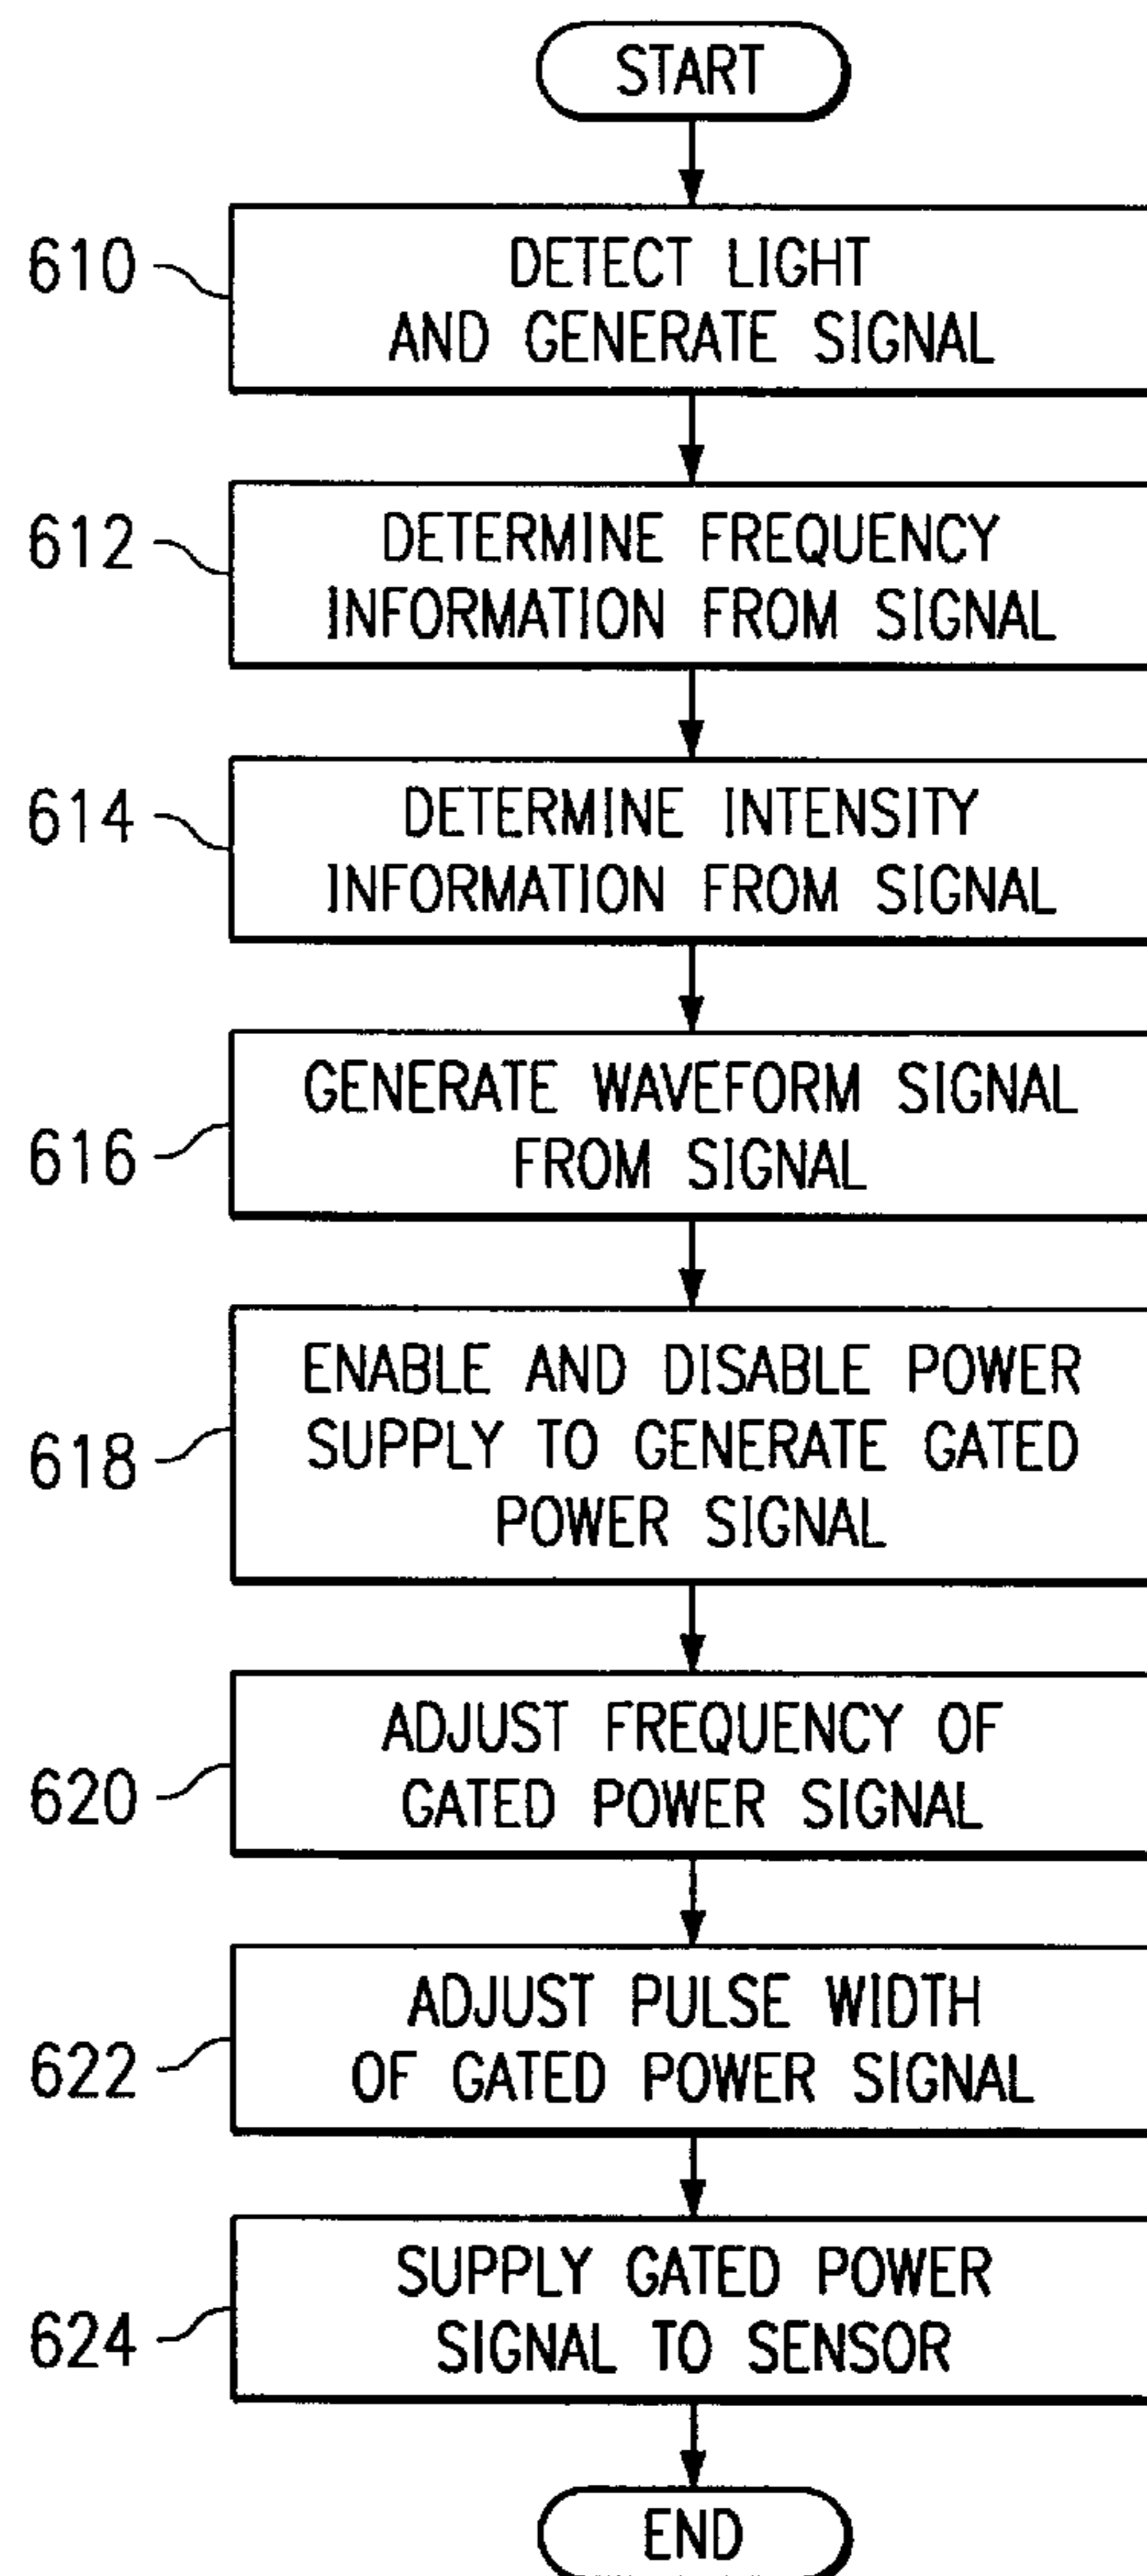 START
610
DETECT LIGHT
AND GENERATE SIGNAL
612
DETERMINE FREQUENCY
INFORMATION FROM SIGNAL
614
DETERMINE INTENSITY
INFORMATION FROM SIGNAL
616
GENERATE WAVEFORM SIGNAL
FROM SIGNAL
618
ENABLE AND DISABLE POWER
SUPPLY TO GENERATE GATED
POWER SIGNAL
620
ADJUST FREQUENCY OF
GATED POWER SIGNAL
622
ADJUST PULSE WIDTH
OF GATED POWER SIGNAL
624
SUPPLY GATED POWER
SIGNAL TO SENSOR
END